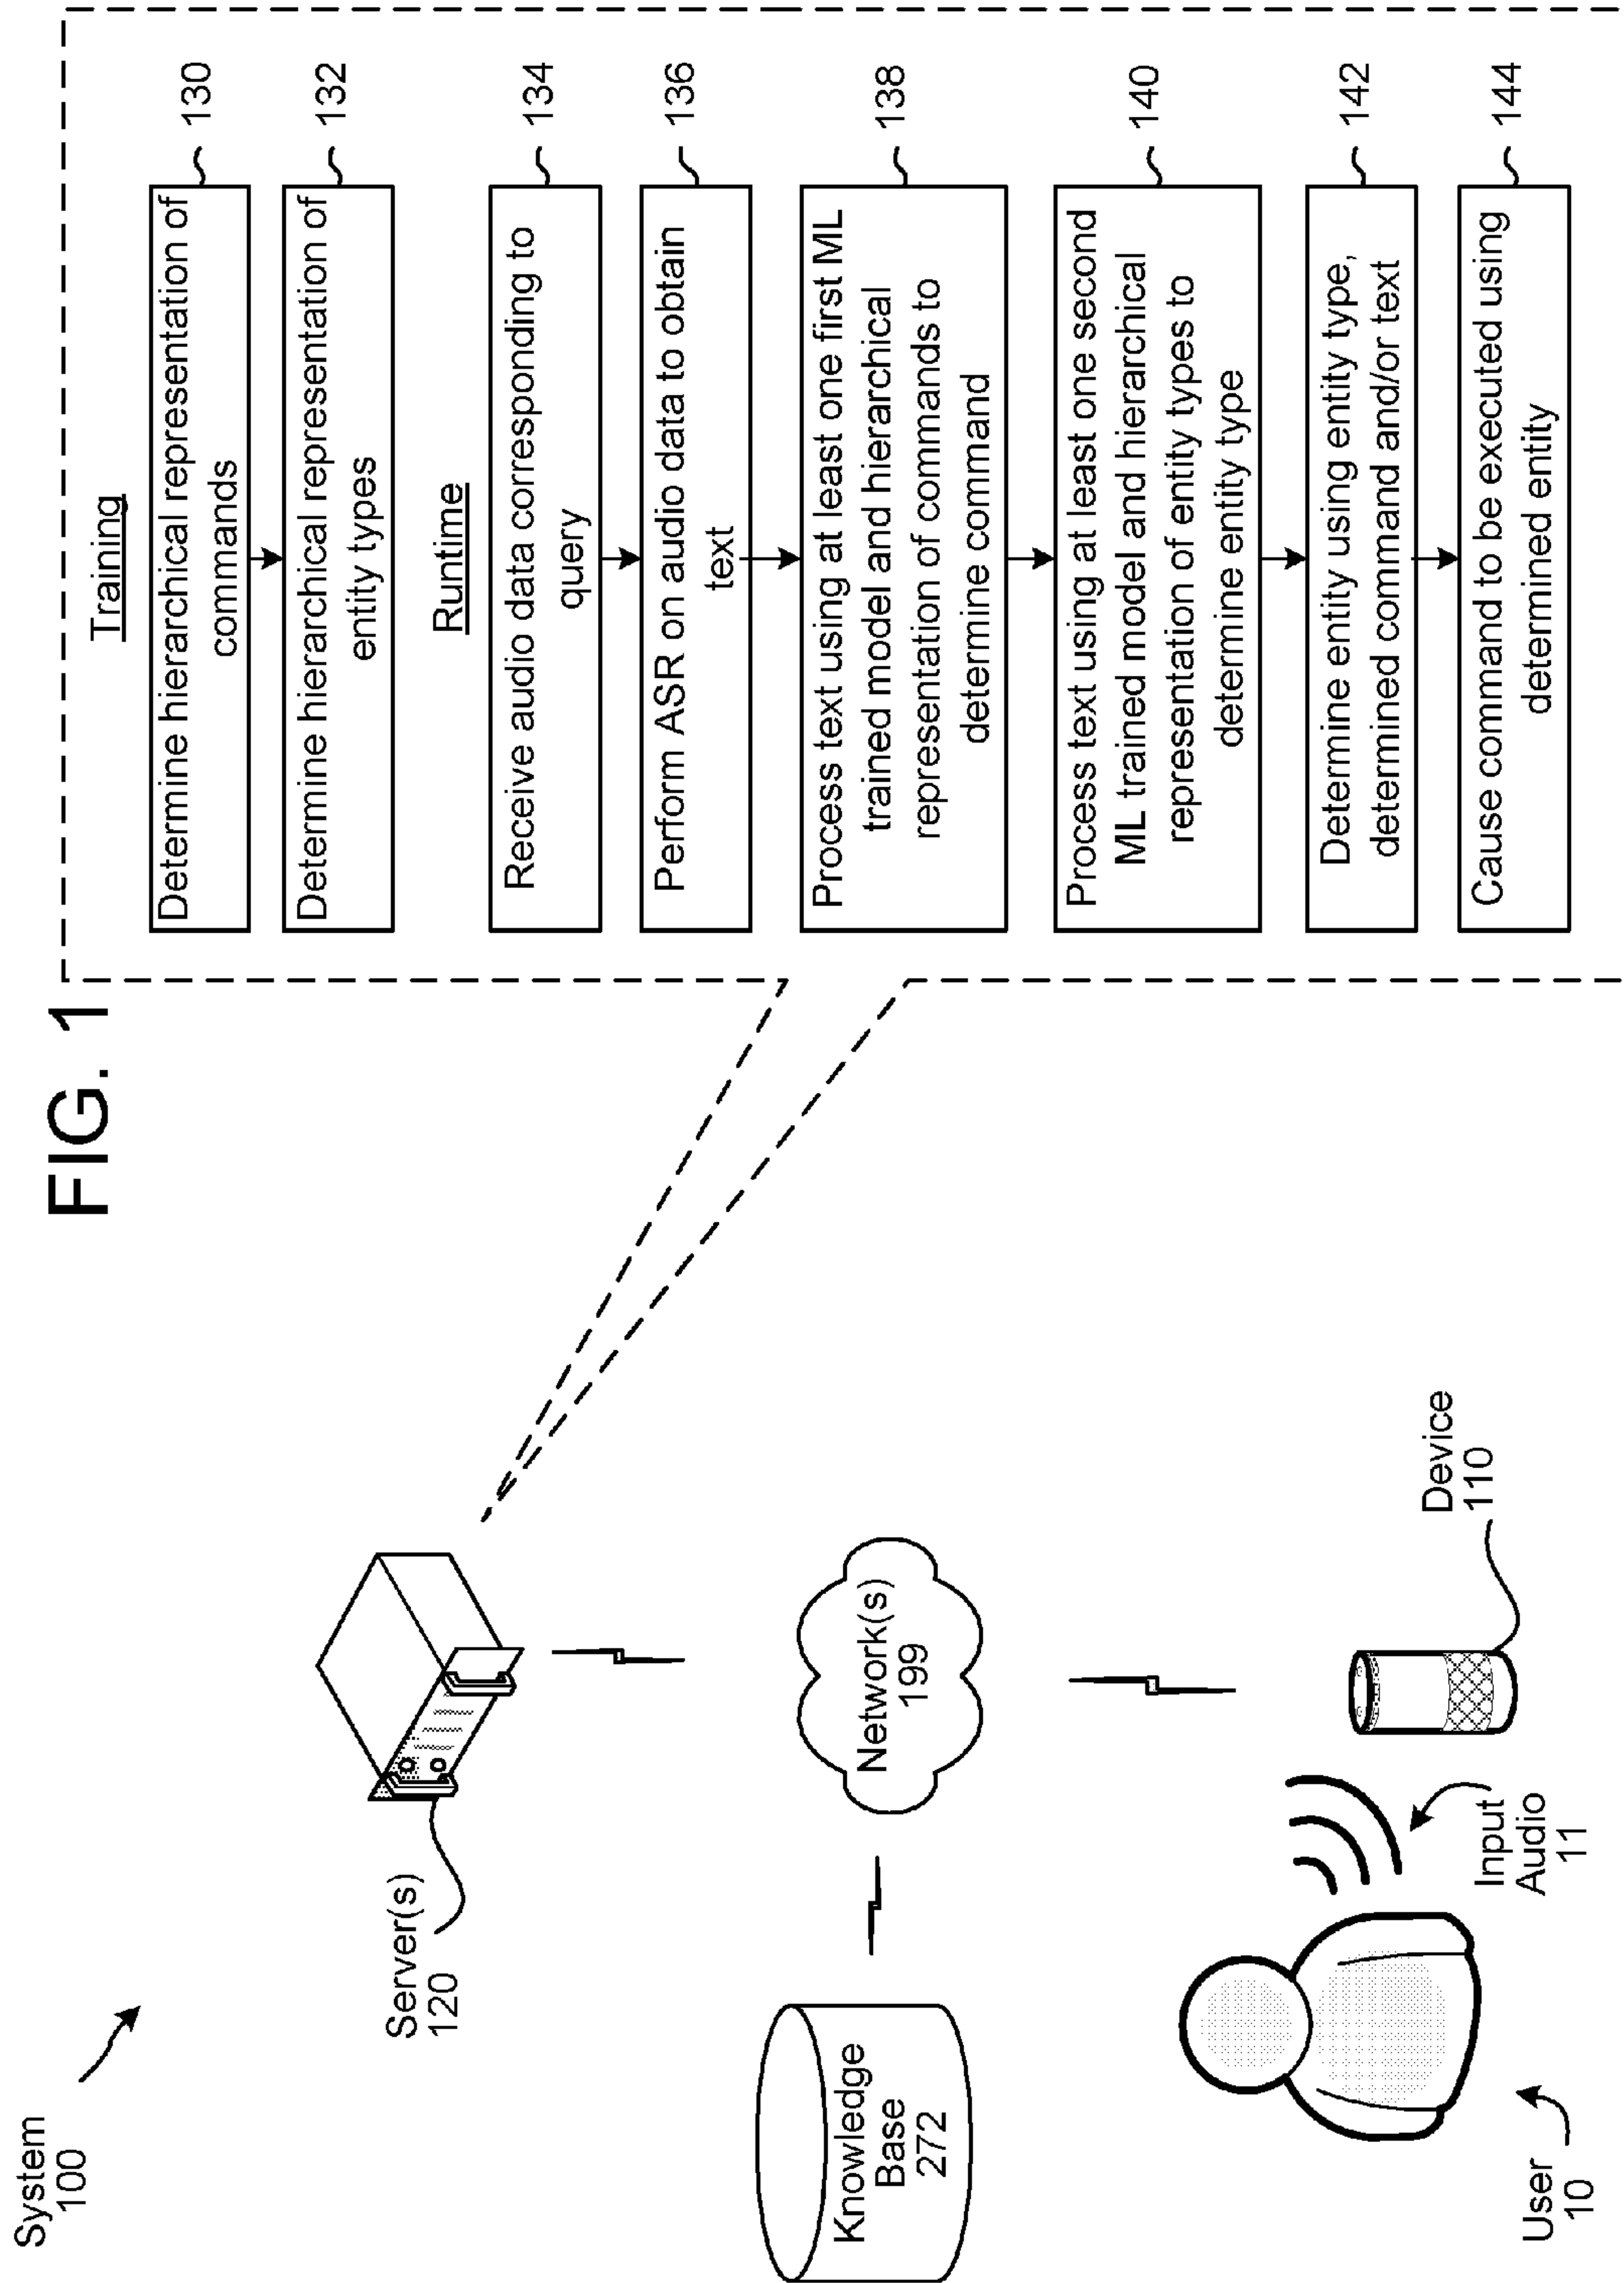 FIG. 1
System
100
Server(s)
120
Knowledge
Base
272
Network(s)
199
User
10
Input
Audio
11
Device
110
Training
Determine hierarchical representation of
commands
130
Determine hierarchical representation of
entity types
132
Runtime
Receive audio data corresponding to
query
134
Perform ASR on audio data to obtain
text
136
Process text using at least one first ML
trained model and hierarchical
representation of commands to
determine command
138
Process text using at least one second
ML trained model and hierarchical
representation of entity types to
determine entity type
140
Determine entity using entity type,
determined command and/or text
142
Cause command to be executed using
determined entity
144